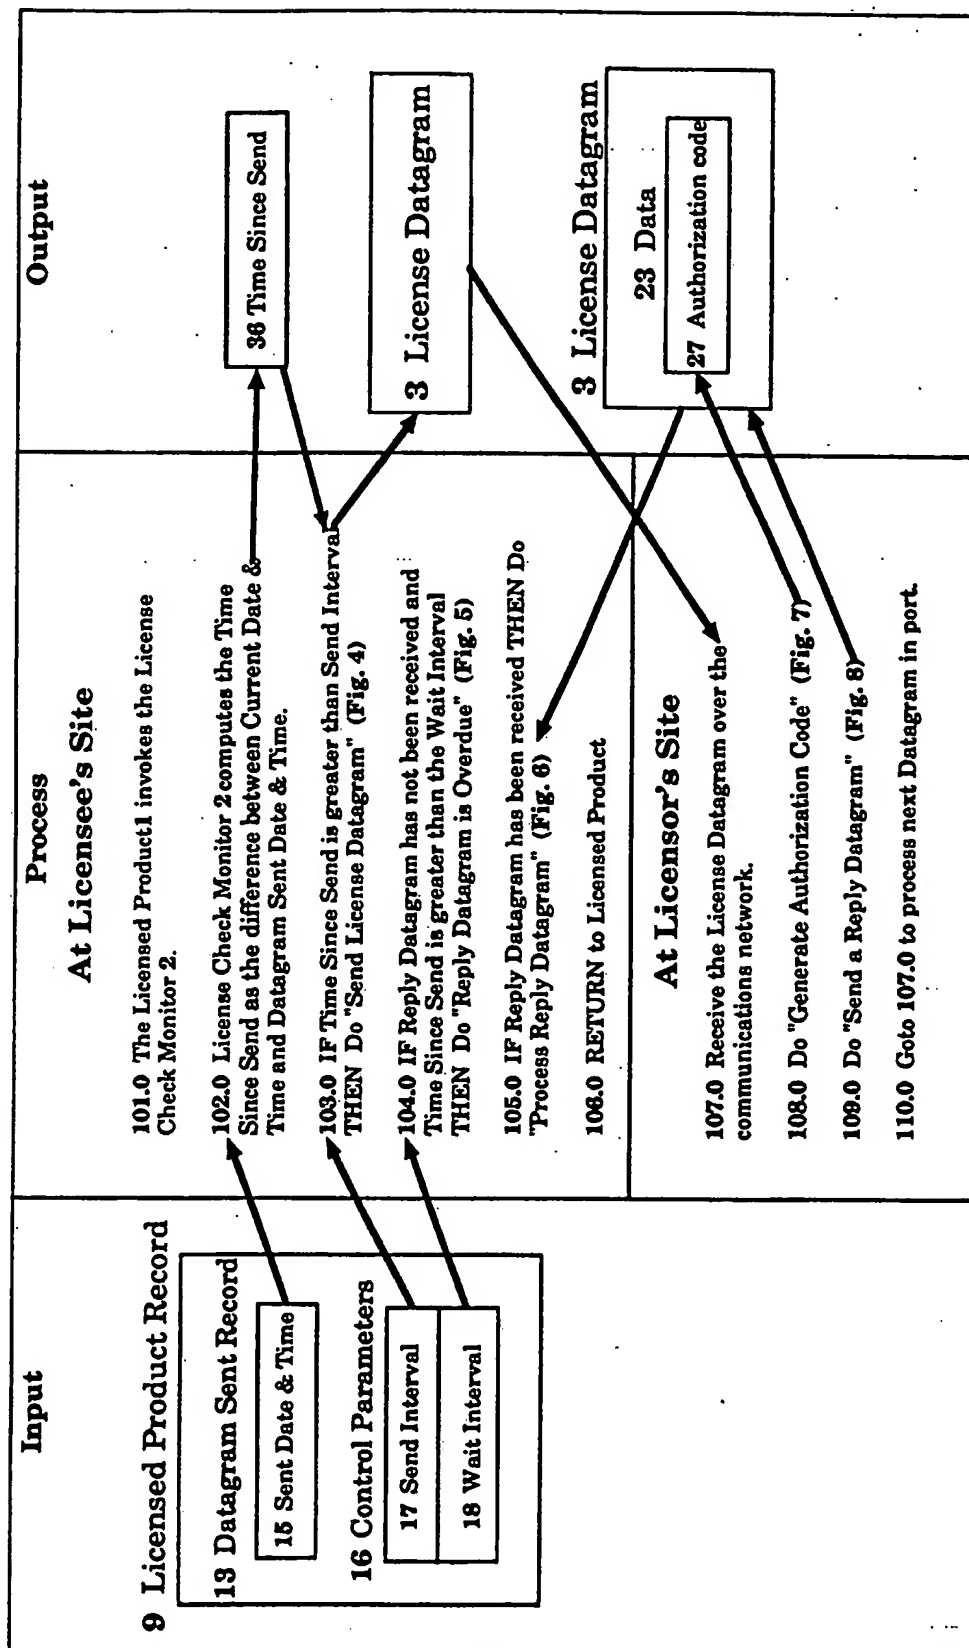 Input
9 Licensed Product Record
13 Datagram Sent Record
15 Sent Date & Time
16 Control Parameters
17 Send Interval
18 Wait Interval
Process
At Licensee's Site
101.0 The Licensed Product1 invokes the License
Check Monitor 2.
102.0 License Check Monitor 2 computes the Time
Since Send as the difference between Current Date &
Time and Datagram Sent Date & Time.
103.0 IF Time Since Send is greater than Send Interval
THEN Do "Send License Datagram" (Fig. 4)
104.0 IF Reply Datagram has not been received and
Time Since Send is greater than the Wait Interval
THEN Do "Reply Datagram is Overdue" (Fig. 5)
105.0 IF Reply Datagram has been received THEN Do
"Process Reply Datagram" (Fig. 6)
106.0 RETURN to Licensed Product
At Licensor's Site
107.0 Receive the License Datagram over the
communications network.
108.0 Do "Generate Authorization Code" (Fig. 7)
109.0 Do "Send a Reply Datagram" (Fig. 8)
110.0 Goto 107.0 to process next Datagram in port.
Output
36 Time Since Send
3 License Datagram
3 License Datagram
23 Data
27 Authorization code